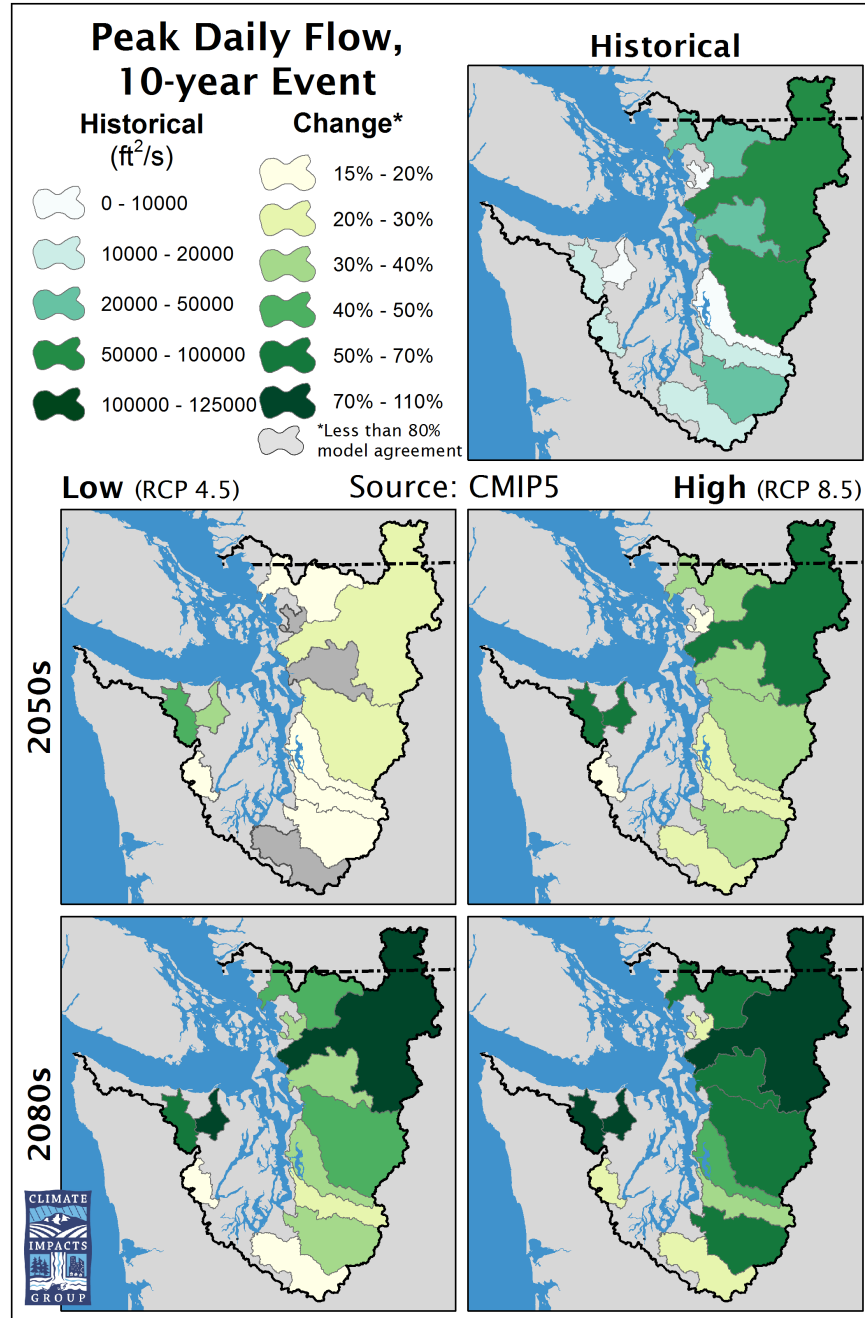 Peak Daily Flow,
10-year Event
Historical
(ft²/s)
0 - 10000
10000 - 20000
20000 - 50000
50000 - 100000
100000 - 125000
Change*
15% - 20%
20% - 30%
30% - 40%
40% - 50%
50% - 70%
70% - 110%
*Less than 80%
model agreement
Historical
Low (RCP 4.5)
Source: CMIP5
High (RCP 8.5)
2050s
2080s
CLIMATE
IMPACTS
GROUP